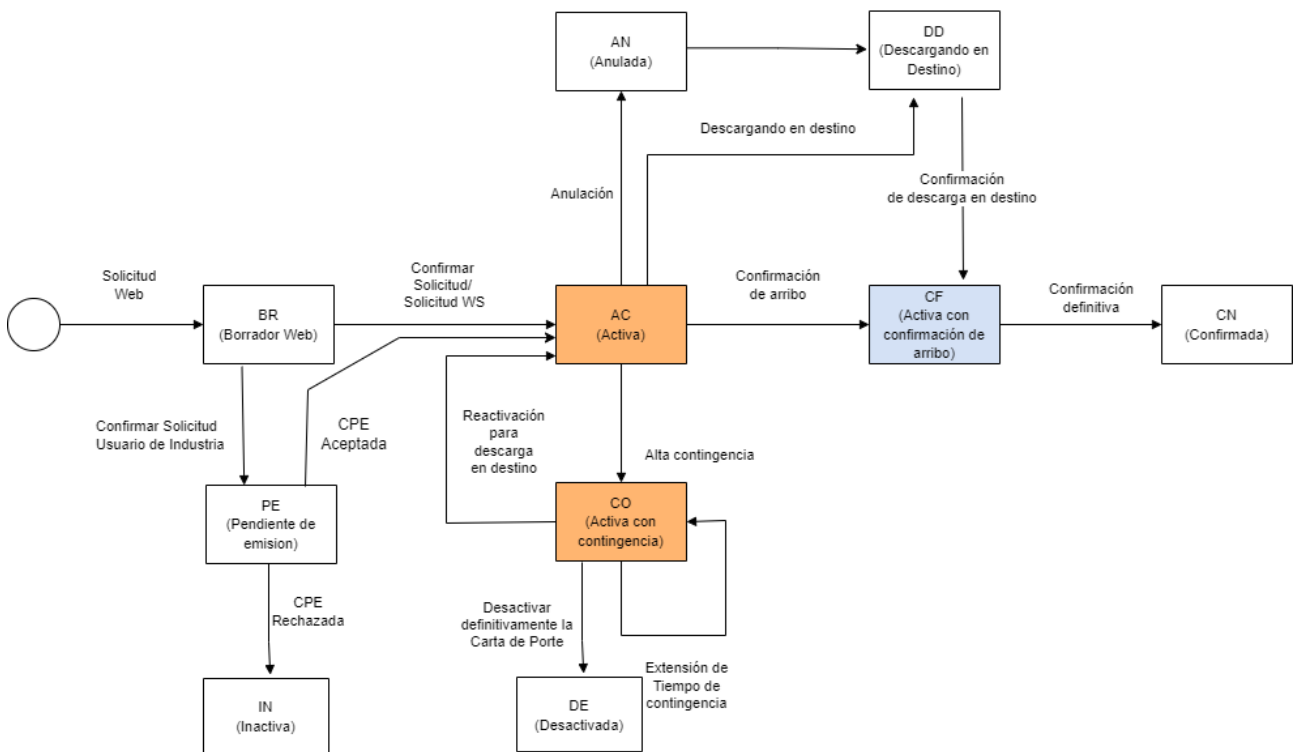 AN
(Anulada)
DD
(Descargando en
Destino)
Descargando en destino
Anulación
Confirmación
de descarga en destino
Solicitud
Web
Confirmar
Solicitud/
Solicitud WS
Confirmación
de arribo
Confirmación
definitiva
BR
(Borrador Web)
AC
(Activa)
CF
(Activa con
confirmación de
arribo)
CN
(Confirmada)
Confirmar Solicitud
Usuario de Industria
CPE
Aceptada
Reactivación
para
descarga
en destino
Alta contingencia
PE
(Pendiente de
emision)
CO
(Activa con
contingencia)
CPE
Rechazada
Desactivar
definitivamente la
Carta de Porte
Extensión de
Tiempo de
contingencia
IN
(Inactiva)
DE
(Desactivada)